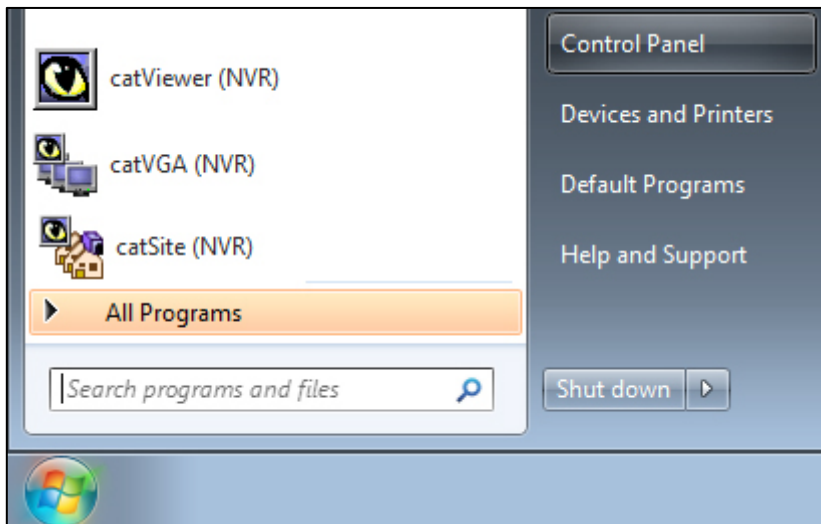 catViewer (NVR)
catVGA (NVR)
catSite (NVR)
All Programs
Search programs and files
Control Panel
Devices and Printers
Default Programs
Help and Support
Shut down